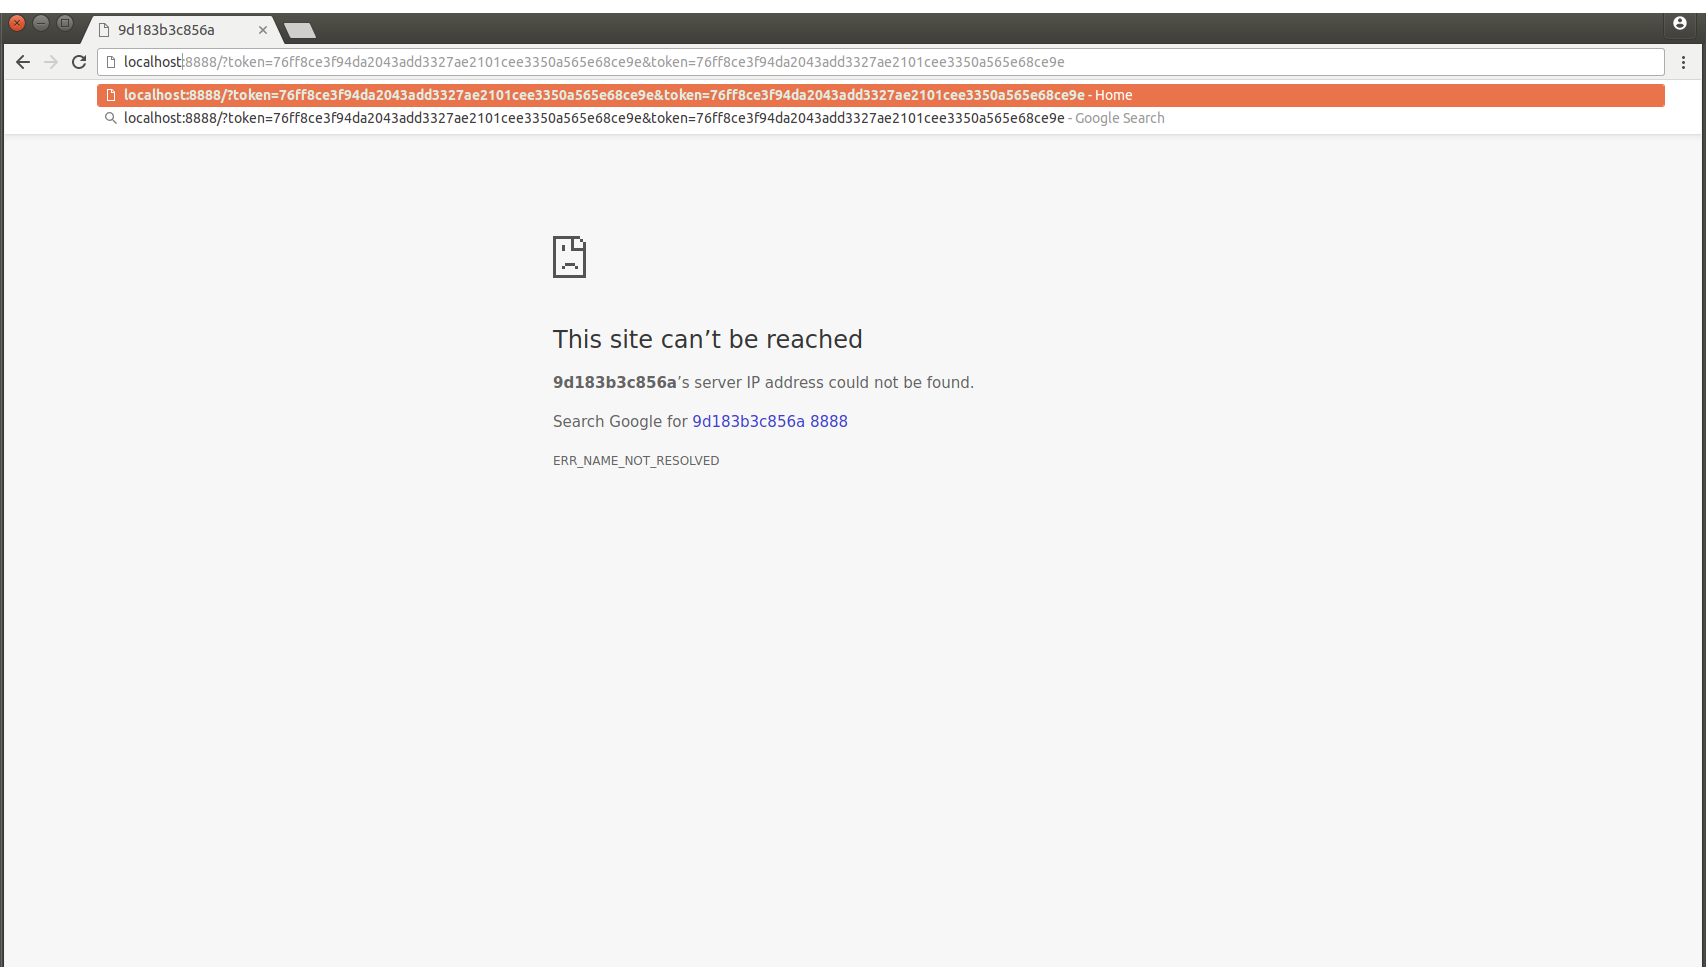 9d183b3c856a
localhost:8888/?token=76ff8ce3f94da2043add3327ae2101cee3350a565e68ce9e&token=76ff8ce3f94da2043add3327ae2101cee3350a565e68ce9e
localhost:8888/?token=76ff8ce3f94da2043add3327ae2101cee3350a565e68ce9e&token=76ff8ce3f94da2043add3327ae2101cee3350a565e68ce9e - Home
localhost:8888/?token=76ff8ce3f94da2043add3327ae2101cee3350a565e68ce9e&token=76ff8ce3f94da2043add3327ae2101cee3350a565e68ce9e - Google Search
This site can’t be reached
9d183b3c856a’s server IP address could not be found.
Search Google for 9d183b3c856a 8888
ERR_NAME_NOT_RESOLVED